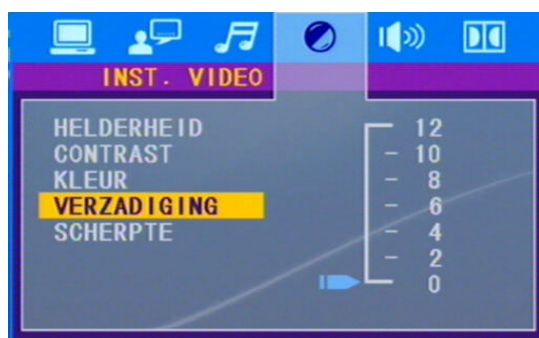 INST. VIDEO
HELDERHEID
CONTRAST
KLEUR
VERZADIGING
SCHERPTE
12
10
8
6
4
2
0